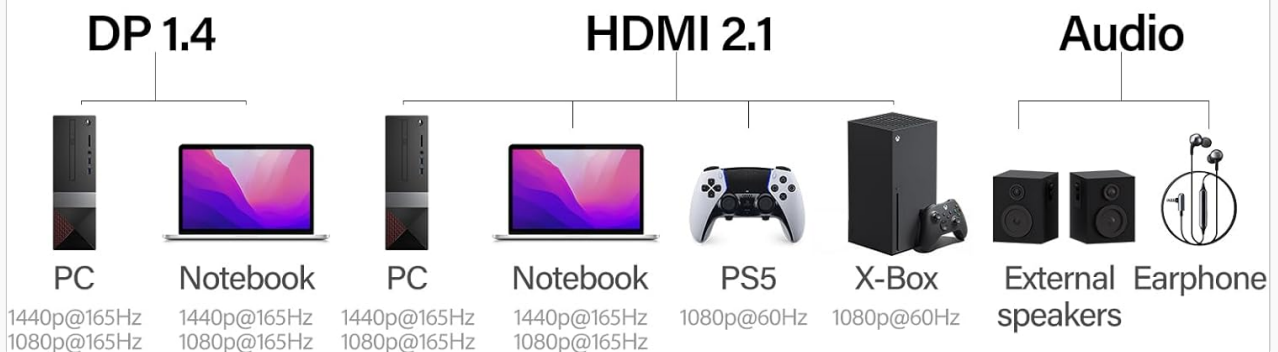 DP 1.4
HDMI 2.1
Audio
PC
Notebook
PC
Notebook
PS5
X-Box
External
speakers
Earphone
1440p@165Hz
1080p@165Hz
1440p@165Hz
1080p@165Hz
1440p@165Hz
1080p@165Hz
1440p@165Hz
1080p@165Hz
1080p@60Hz
1080p@60Hz